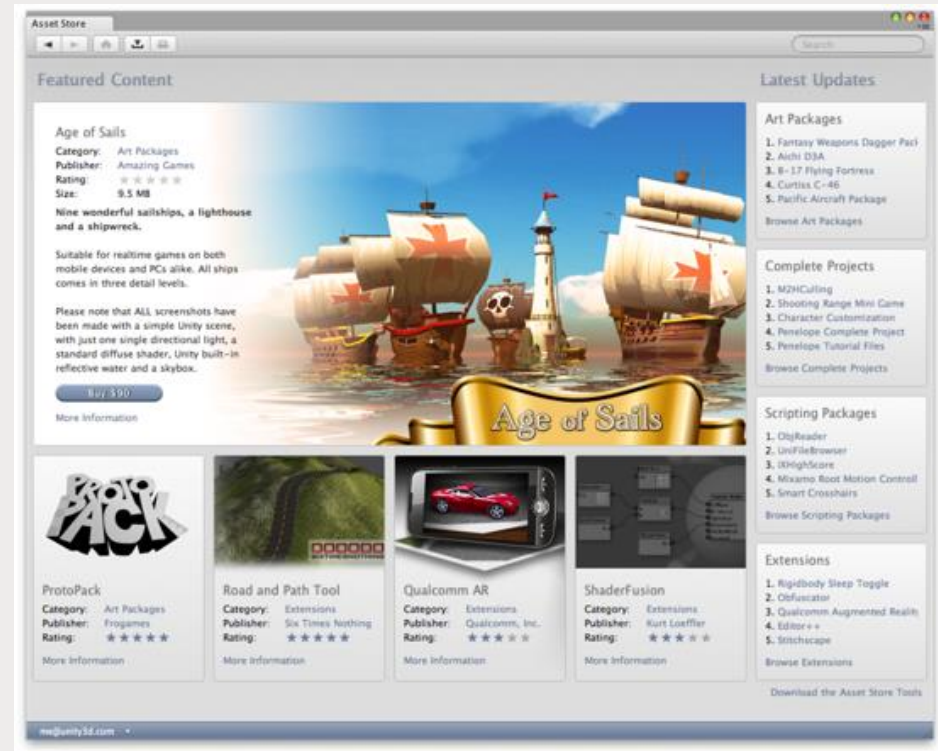 Asset Store
Search
Featured Content
Age of Sails
Category: Art Packages
Publisher: Amazing Games
Rating:
Size: 9.5 MB
Nine wonderful sailships, a lighthouse
and a shipwreck.
Suitable for realtime games on both
mobile devices and PCs alike. All ships
comes in three detail levels.
Please note that ALL screenshots have
been made with a simple Unity scene,
with just one single directional light, a
standard diffuse shader, Unity built-in
reflective water and a skybox.
Buy $90
More Information
Age of Sails
PROTO
PACK
ProtoPack
Category: Art Packages
Publisher: Frogames
Rating:
More Information
Road and Path Tool
Category: Extensions
Publisher: Six Times Nothing
Rating:
More Information
Qualcomm AR
Category: Extensions
Publisher: Qualcomm, Inc.
Rating:
More Information
ShaderFusion
Category: Extensions
Publisher: Kurt Loeffler
Rating:
More Information
Latest Updates
Art Packages
1. Fantasy Weapons Dagger Pack
2. Aichi D3A
3. B-17 Flying Fortress
4. Curtiss C-46
5. Pacific Aircraft Package
Browse Art Packages
Complete Projects
1. M2HCulling
2. Shooting Range Mini Game
3. Character Customization
4. Penelope Complete Project
5. Penelope Tutorial Files
Browse Complete Projects
Scripting Packages
1. ObjReader
2. UniFileBrowser
3. iXHighScore
4. Mixamo Root Motion Controll
5. Smart Crosshairs
Browse Scripting Packages
Extensions
1. Rigidbody Sleep Toggle
2. Obfuscator
3. Qualcomm Augmented Realit
4. Editor++
5. Stitchscape
Browse Extensions
Download the Asset Store Tools
me@unity3d.com